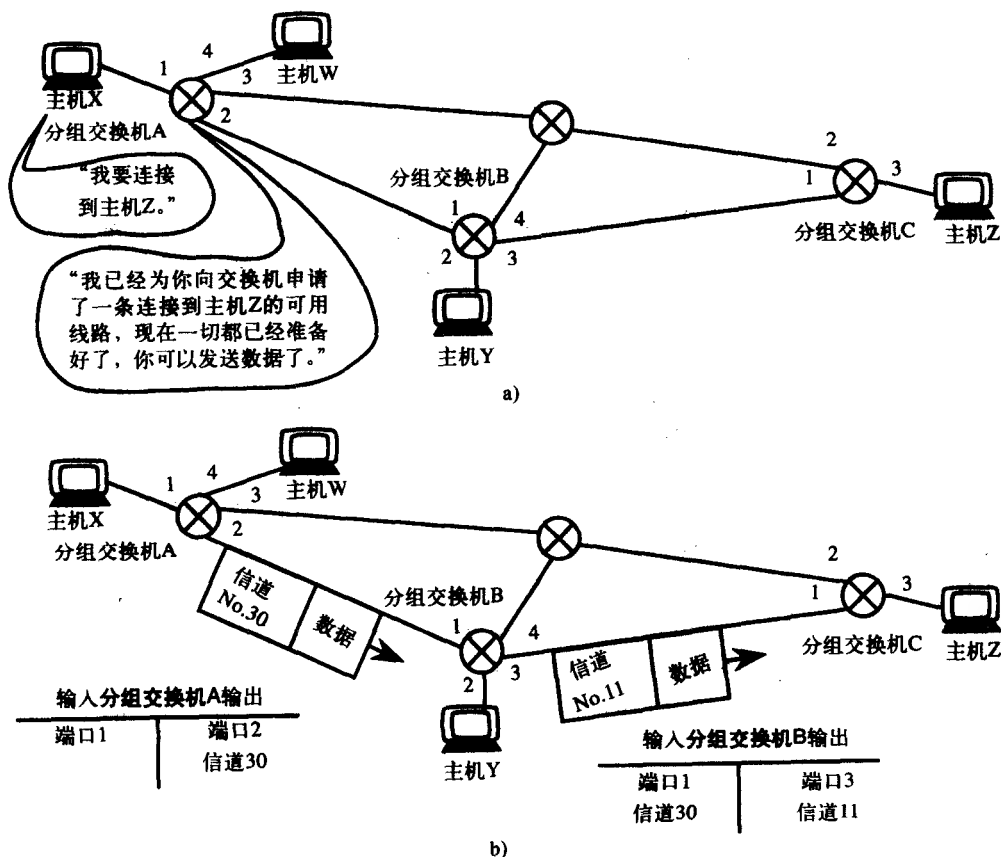 4
主机W
1
3
主机X
2
分组交换机A
2
分组交换机B
1
3
“我要连接
到主机Z。”
1
4
分组交换机C
主机Z
2
3
“我已经为你向交换机申请
了一条连接到主机Z的可用
线路，现在一切都已经准备
好了，你可以发送数据了。”
主机Y
a)
4
1
主机W
3
主机X
2
分组交换机A
2
信道
No.30
数据
分组交换机B
1
3
1
4
分组交换机C
主机Z
2
3
信道
No.11
数据
输入分组交换机A输出
端口1 端口2
信道30
主机Y
输入分组交换机B输出
端口1 端口3
信道30 信道11
b)